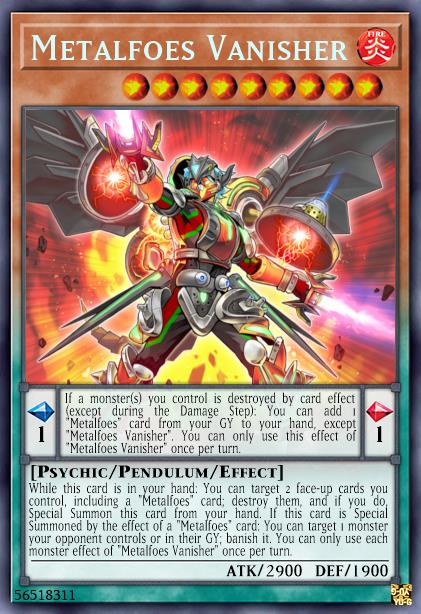 METALFOES VANISHER
FIRE
炎
If a monster(s) you control is destroyed by card effect
(except during the Damage Step): You can add 1
"Metalfoes" card from your GY to your hand, except
"Metalfoes Vanisher". You can only use this effect of
"Metalfoes Vanisher" once per turn.
1
1
[PSYCHIC/PENDULUM/EFFECT]
While this card is in your hand: You can target 2 face-up cards you
control, including a "Metalfoes" card; destroy them, and if you do,
Special Summon this card from your hand. If this card is Special
Summoned by the effect of a "Metalfoes" card: You can target 1 monster
your opponent controls or in their GY; banish it. You can only use each
monster effect of "Metalfoes Vanisher" once per turn.
ATK/2900 DEF/1900
56518311